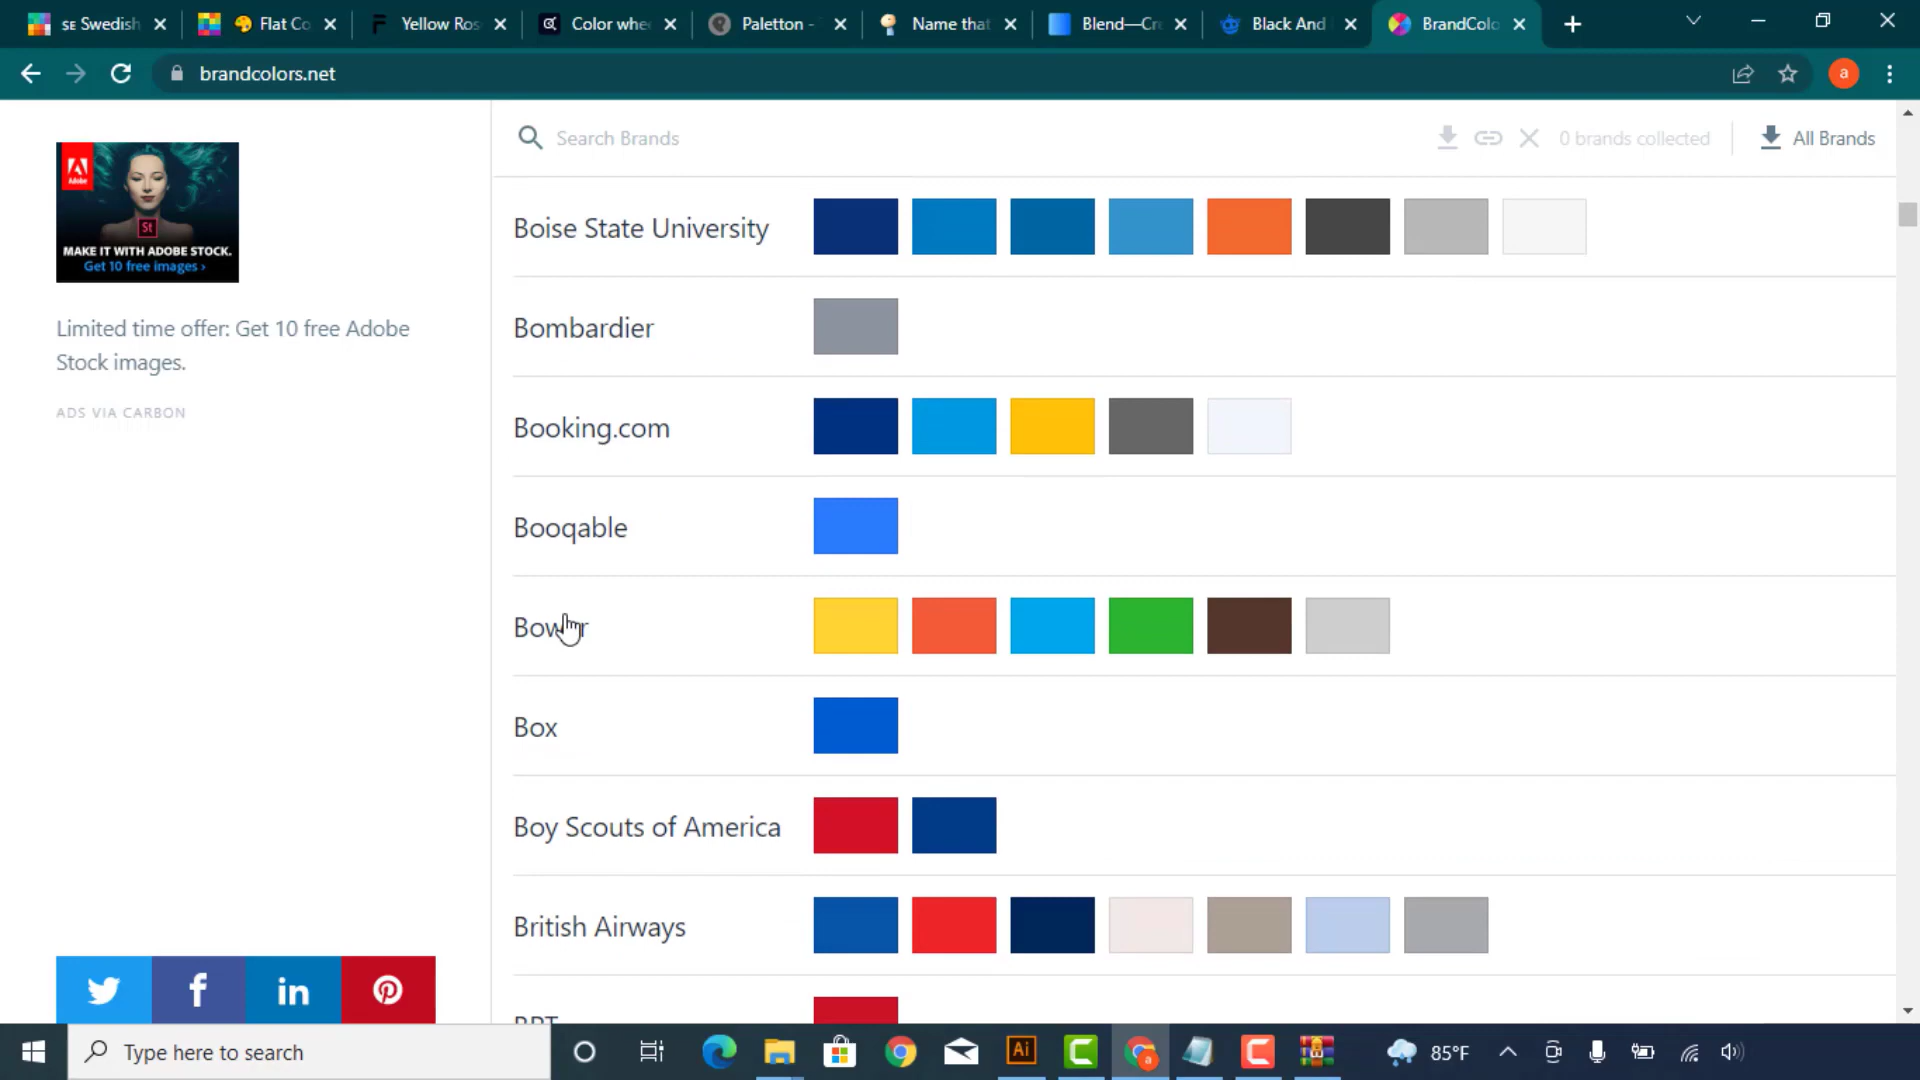 SE Swedish
Flat Co
Yellow Ros
Color whe
Paletton -
Name that
Blend—Cr
Black And
BrandColo
brandcolors.net
a
Search Brands
0 brands collected
All Brands
Adobe
St
MAKE IT WITH ADOBE STOCK.
Get 10 free images ›
Limited time offer: Get 10 free Adobe
Stock images.
ADS VIA CARBON
Boise State University
Bombardier
Booking.com
Booqable
Box
Boy Scouts of America
British Airways
Type here to search
Ai
a
85°F